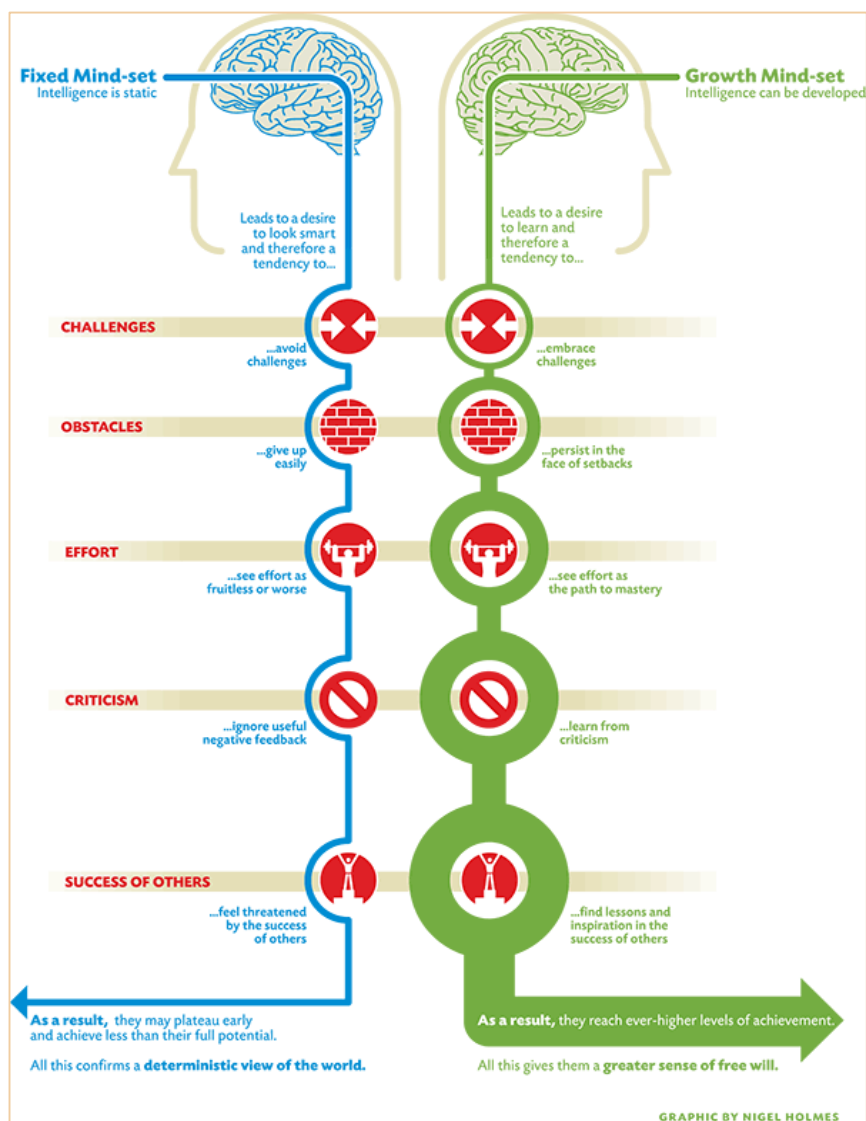 Fixed Mind-set
Intelligence is static
Growth Mind-set
Intelligence can be developed
Leads to a desire
to look smart
and therefore a
tendency to...
Leads to a desire
to learn and
therefore a
tendency to...
CHALLENGES
...avoid
challenges
...embrace
challenges
OBSTACLES
...give up
easily
...persist in the
face of setbacks
EFFORT
...see effort as
fruitless or worse
...see effort as
the path to mastery
CRITICISM
...ignore useful
negative feedback
...learn from
criticism
SUCCESS OF OTHERS
...feel threatened
by the success
of others
...find lessons and
inspiration in the
success of others
As a result, they may plateau early
and achieve less than their full potential.
All this confirms a deterministic view of the world.
As a result, they reach ever-higher levels of achievement.
All this gives them a greater sense of free will.
GRAPHIC BY NIGEL HOLMES